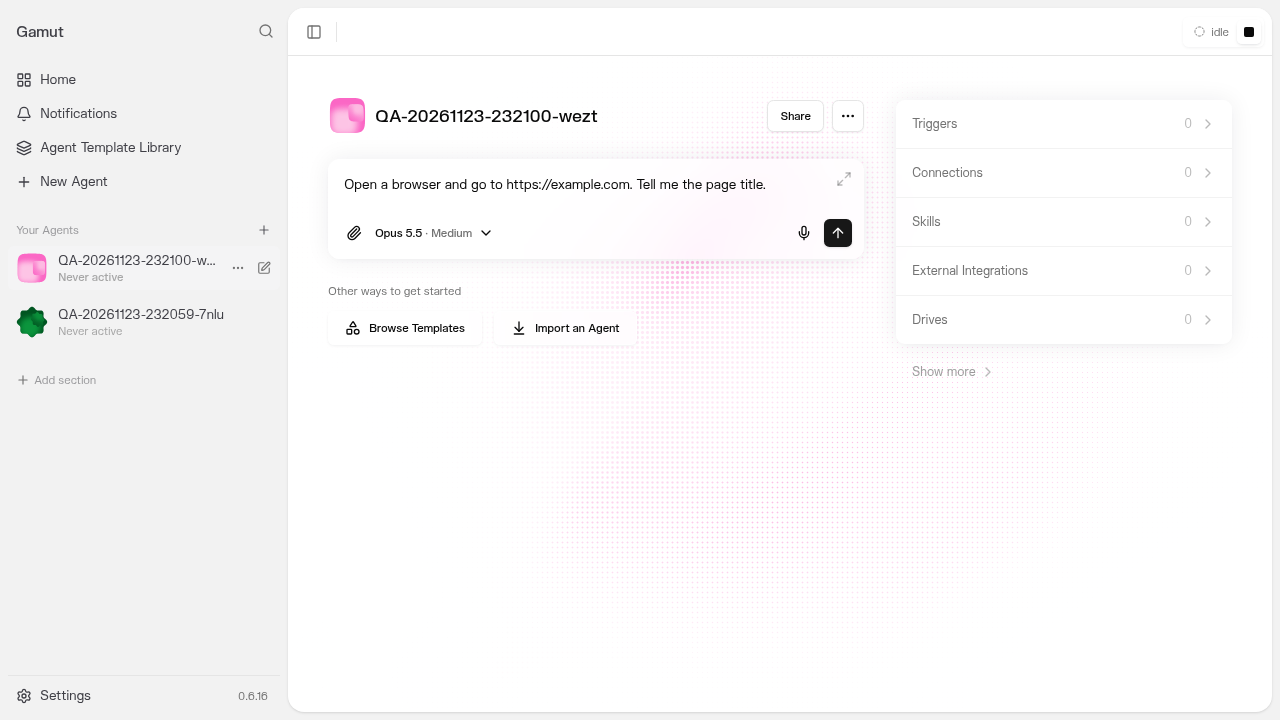 Gamut
Home
Notifications
Agent Template Library
New Agent
Your Agents
QA-20261123-232100-w...
Never active
QA-20261123-232059-7nlu
Never active
Add section
Settings
0.6.16
idle
QA-20261123-232100-wezt
Share
Open a browser and go to https://example.com. Tell me the page title.
Opus 5.5 · Medium
Other ways to get started
Browse Templates
Import an Agent
Triggers 0
Connections 0
Skills 0
External Integrations 0
Drives 0
Show more